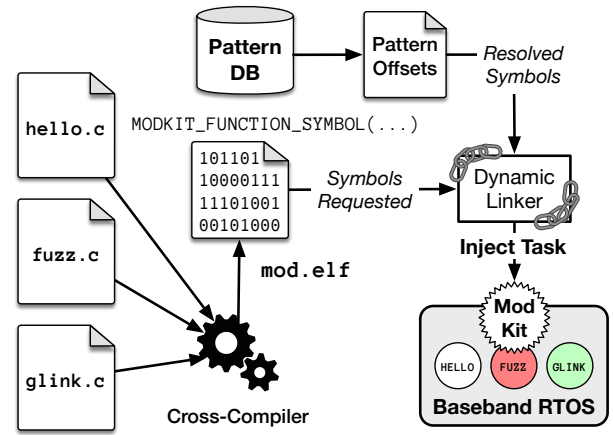 Pattern
DB
Pattern
Offsets
Resolved
Symbols
hello.c
MODKIT_FUNCTION_SYMBOL(...)
101101
10000111
11101001
00101000
Symbols
Requested
Dynamic
Linker
fuzz.c
mod.elf
Inject Task
Mod
Kit
glink.c
HELLO
FUZZ
GLINK
Baseband RTOS
Cross-Compiler